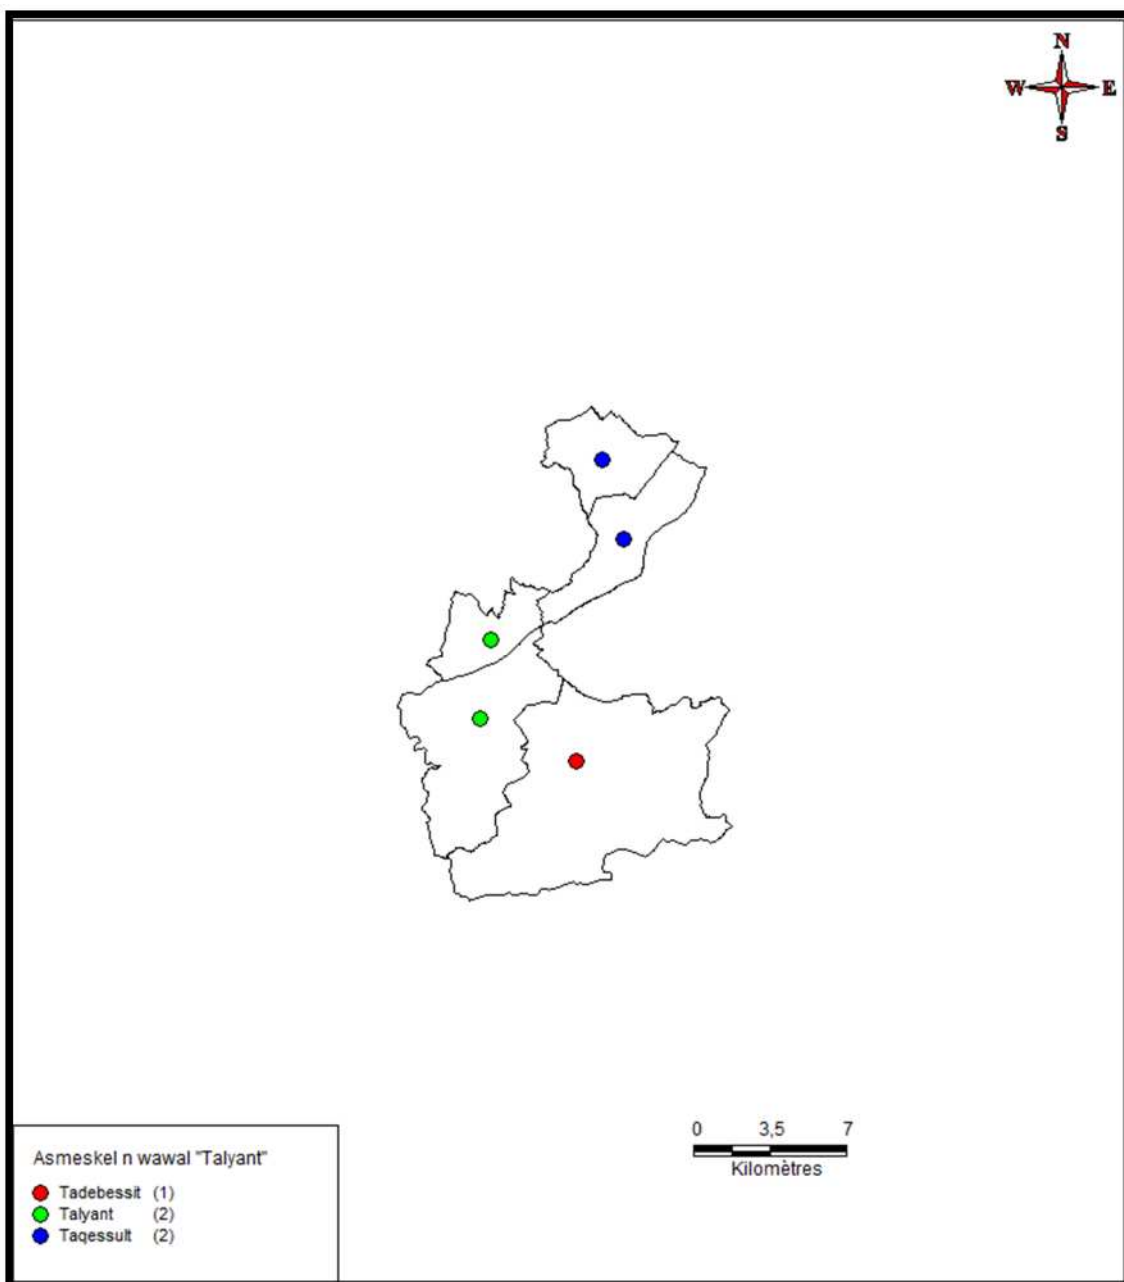 N
W E
S
0 3,5 7
Kilomètres
Asmeskel n wawal "Talyant"
Tadebessit (1)
Talyant (2)
Taqessult (2)